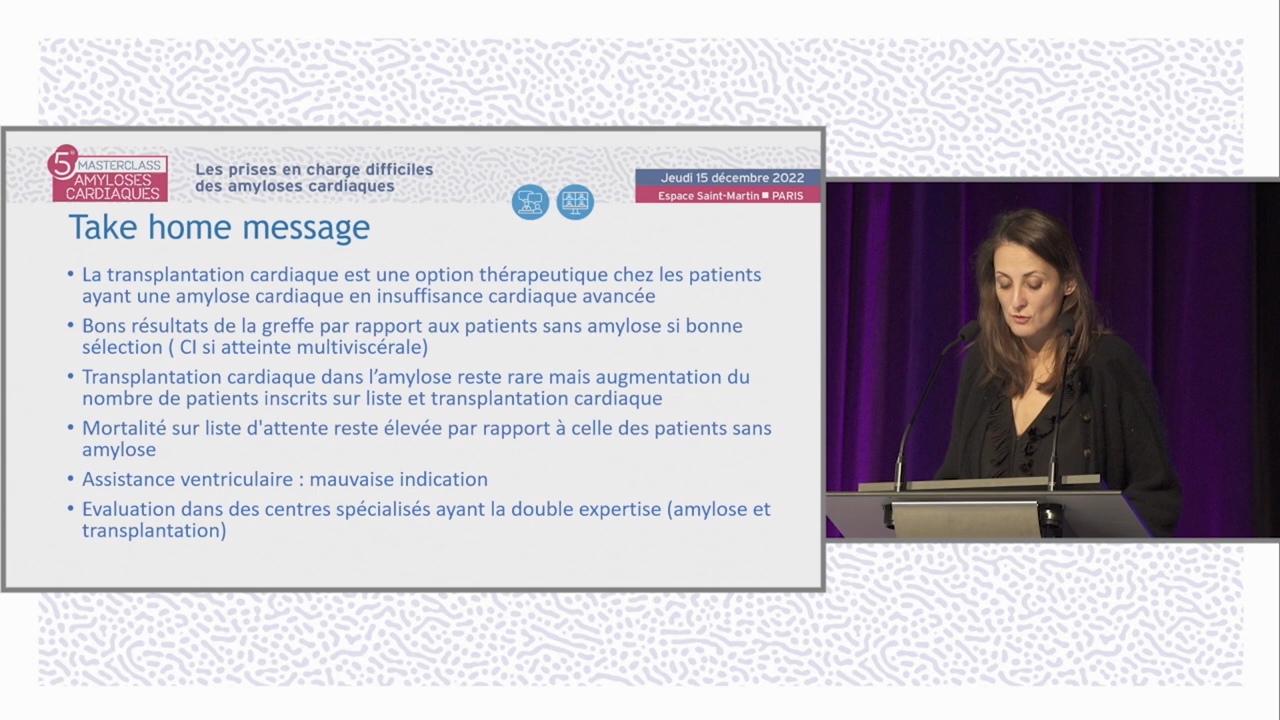 5e MASTERCLASS
AMYLOSES
CARDIAQUES
Les prises en charge difficiles
des amyloses cardiaques
Jeudi 15 décembre 2022
Espace Saint-Martin ■ PARIS
Take home message
• La transplantation cardiaque est une option thérapeutique chez les patients
ayant une amylose cardiaque en insuffisance cardiaque avancée
• Bons résultats de la greffe par rapport aux patients sans amylose si bonne
sélection ( CI si atteinte multiviscérale)
• Transplantation cardiaque dans l’amylose reste rare mais augmentation du
nombre de patients inscrits sur liste et transplantation cardiaque
• Mortalité sur liste d'attente reste élevée par rapport à celle des patients sans
amylose
• Assistance ventriculaire : mauvaise indication
• Evaluation dans des centres spécialisés ayant la double expertise (amylose et
transplantation)